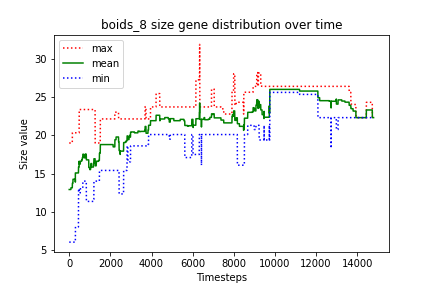 boids_8 size gene distribution over time
max
mean
min
30
25
20
15
10
5
Size value
0 2000 4000 6000 8000 10000 12000 14000
Timesteps